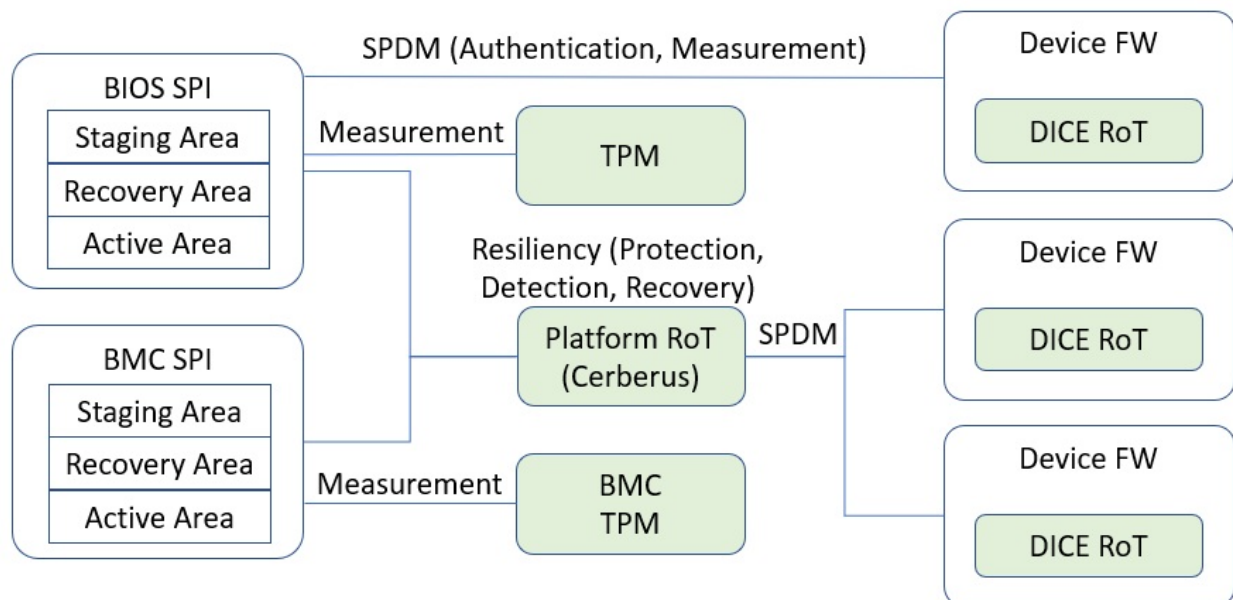 SPDM (Authentication, Measurement)
BIOS SPI
Staging Area
Recovery Area
Active Area
Measurement
TPM
Device FW
DICE RoT
Resiliency (Protection,
Detection, Recovery)
Platform RoT
(Cerberus)
SPDM
Device FW
DICE RoT
BMC SPI
Staging Area
Recovery Area
Active Area
Measurement
BMC
TPM
Device FW
DICE RoT